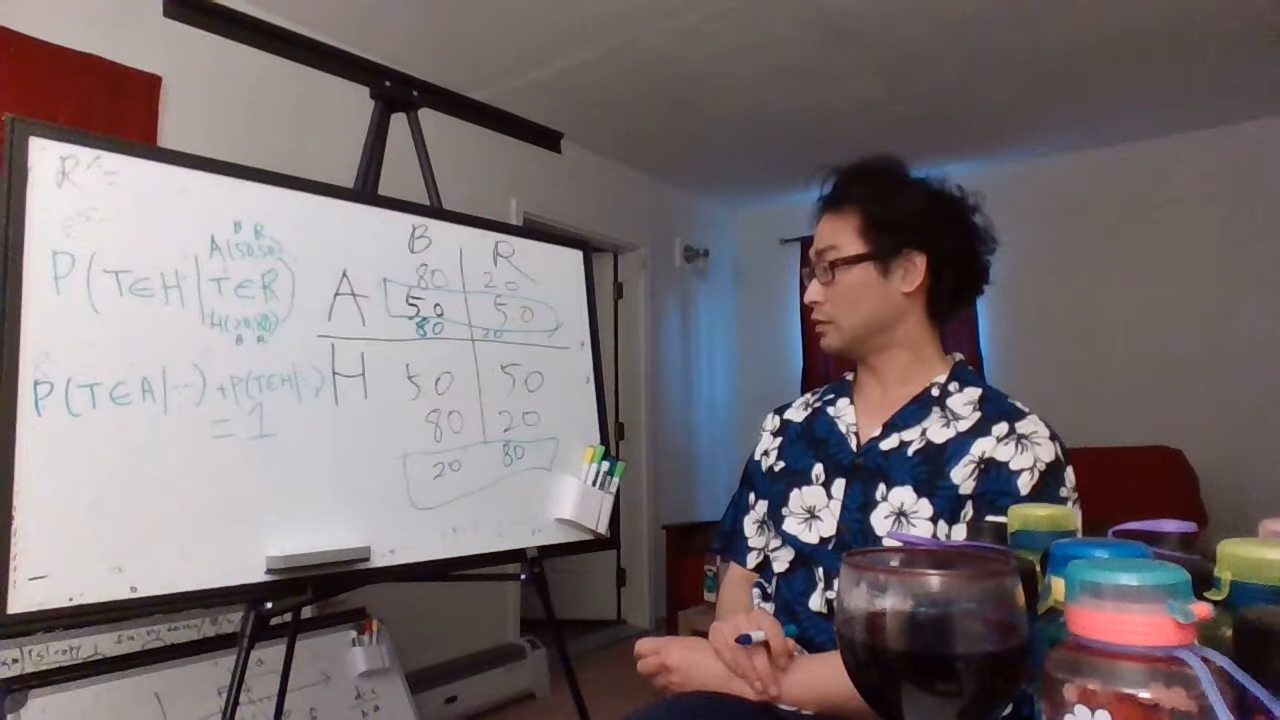 R
B R
A(50,50)
P(T∈H|T∈R)
H(20,80)
B R
P(T∈A|--)+P(T∈H|-)
=1
B R
80 20
A 50 50
80 20
H 50 50
80 20
20 80